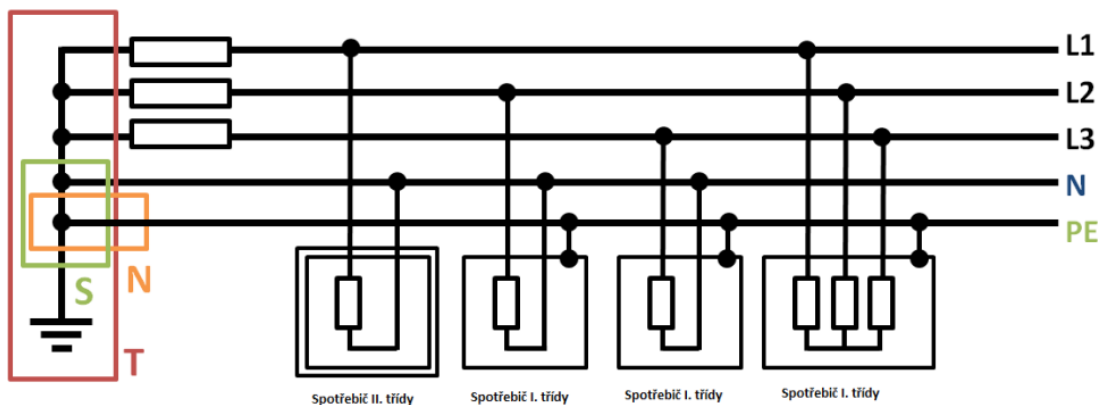 L1
L2
L3
N
PE
S
N
T
Spotřebič II. třídy
Spotřebič I. třídy
Spotřebič I. třídy
Spotřebič I. třídy